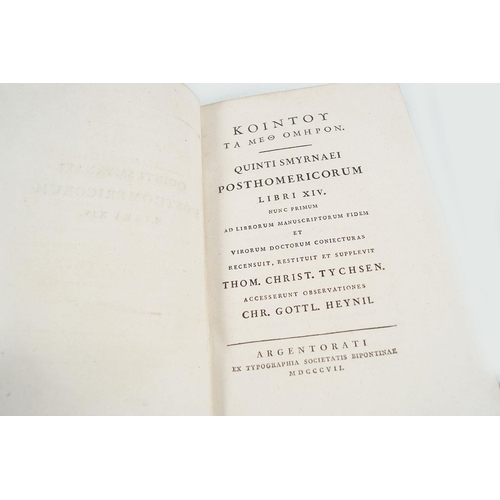 ΚΟΙΝΤΟΥ
ΤΑ ΜΕΘ ΟΜΗΡΟΝ.
QUINTI SMYRNAEI
POSTHOMERICORUM
LIBRI XIV.
NUNC PRIMUM
AD LIBRORUM MANUSCRIPTORUM FIDEM
ET
VIRORUM DOCTORUM CONIECTURAS
RECENSUIT, RESTITUIT ET SUPPLEVIT
THOM. CHRIST. TYCHSEN.
ACCESSERUNT OBSERVATIONES
CHR. GOTTL. HEYNII.
ARGENTORATI
EX TYPOGRAPHIA SOCIETATIS BIPONTINAE
MDCCCVII.